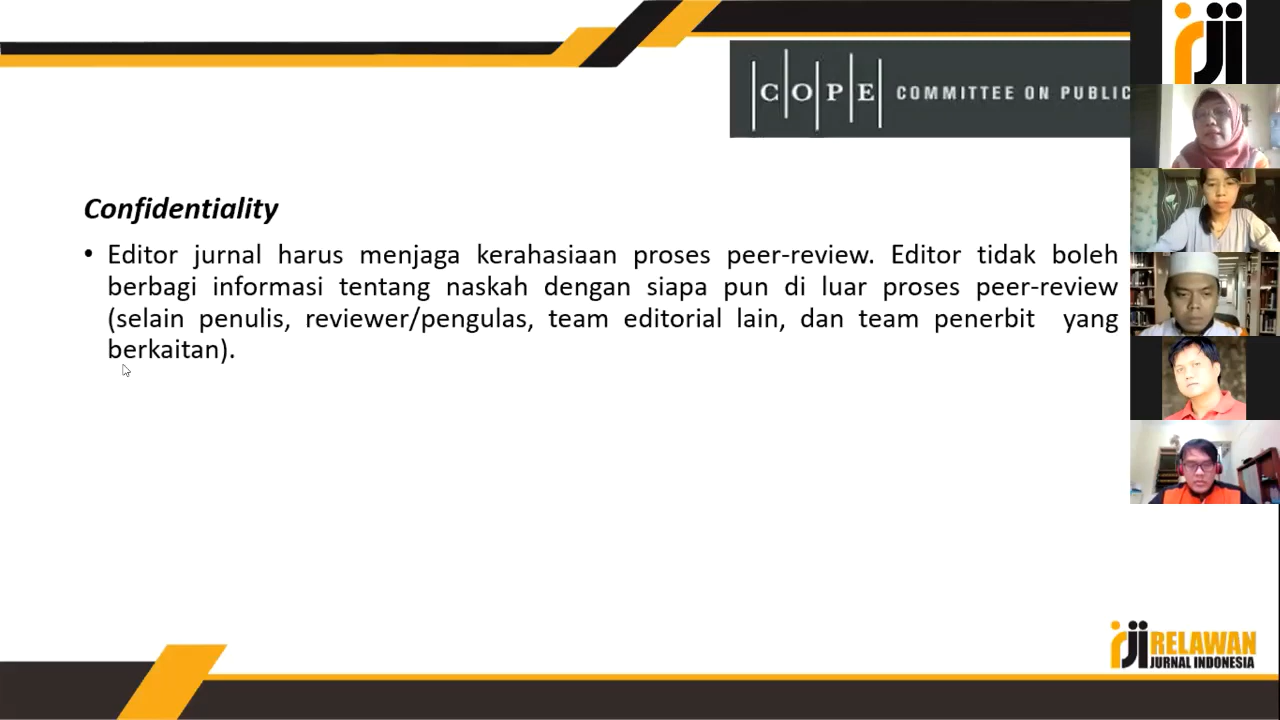 COPE COMMITTEE ON PUBLIC
Confidentiality
• Editor jurnal harus menjaga kerahasiaan proses peer-review. Editor tidak boleh
berbagi informasi tentang naskah dengan siapa pun di luar proses peer-review
(selain penulis, reviewer/pengulas, team editorial lain, dan team penerbit yang
berkaitan).
rji
rji RELAWAN
JURNAL INDONESIA